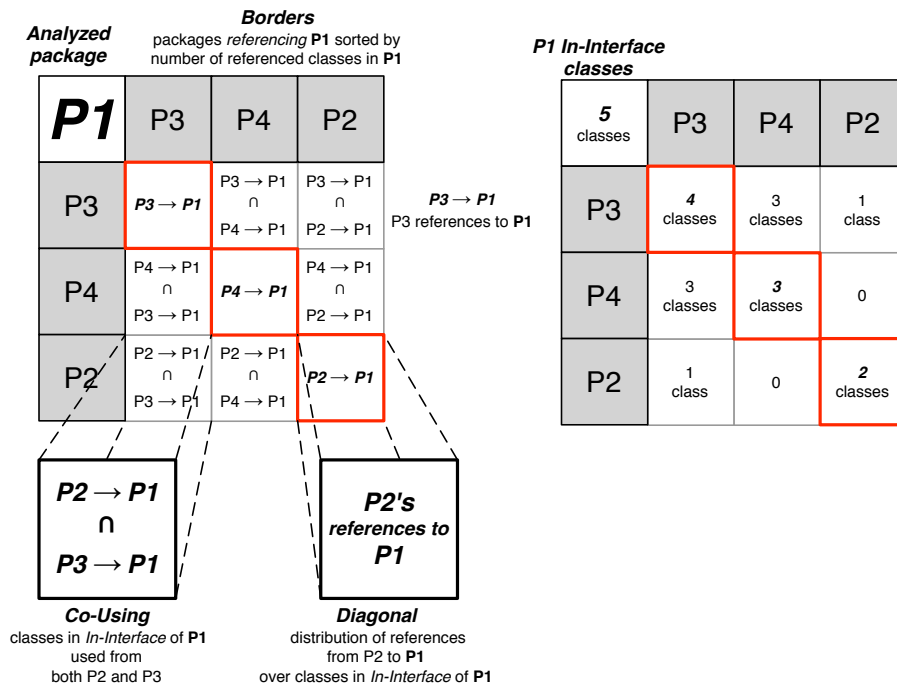 Analyzed
package
Borders
packages referencing P1 sorted by
number of referenced classes in P1
P1
P3
P4
P2
P3
P3 → P1
P3 → P1
∩
P4 → P1
P3 → P1
∩
P2 → P1
P4
P4 → P1
∩
P3 → P1
P4 → P1
P4 → P1
∩
P2 → P1
P2
P2 → P1
∩
P3 → P1
P2 → P1
∩
P4 → P1
P2 → P1
P3 → P1
P3 references to P1
P2 → P1
∩
P3 → P1
Co-Using
classes in In-Interface of P1
used from
both P2 and P3
P2's
references to
P1
Diagonal
distribution of references
from P2 to P1
over classes in In-Interface of P1
P1 In-Interface
classes
5
classes
P3
P4
P2
P3
4
classes
3
classes
1
class
P4
3
classes
3
classes
0
P2
1
class
0
2
classes